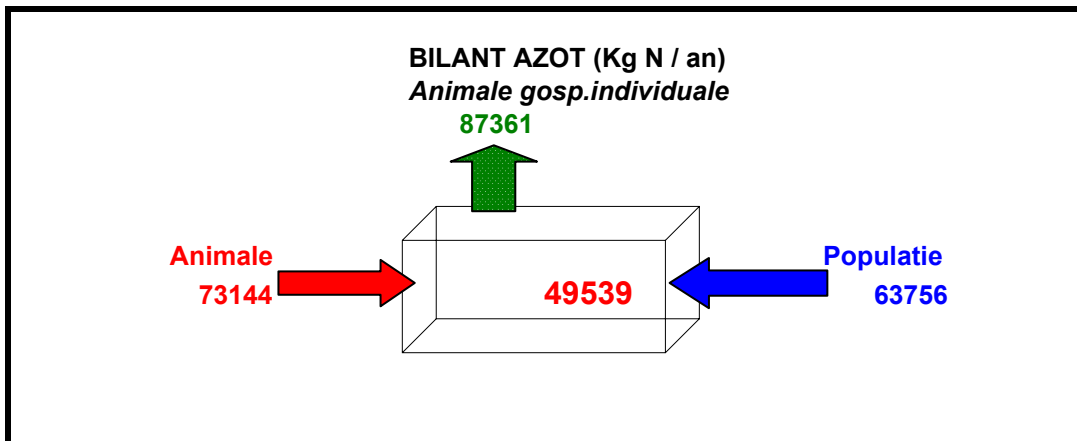 BILANT AZOT (Kg N / an)
Animale gosp.individuale
87361
Animale
73144
49539
Populatie
63756